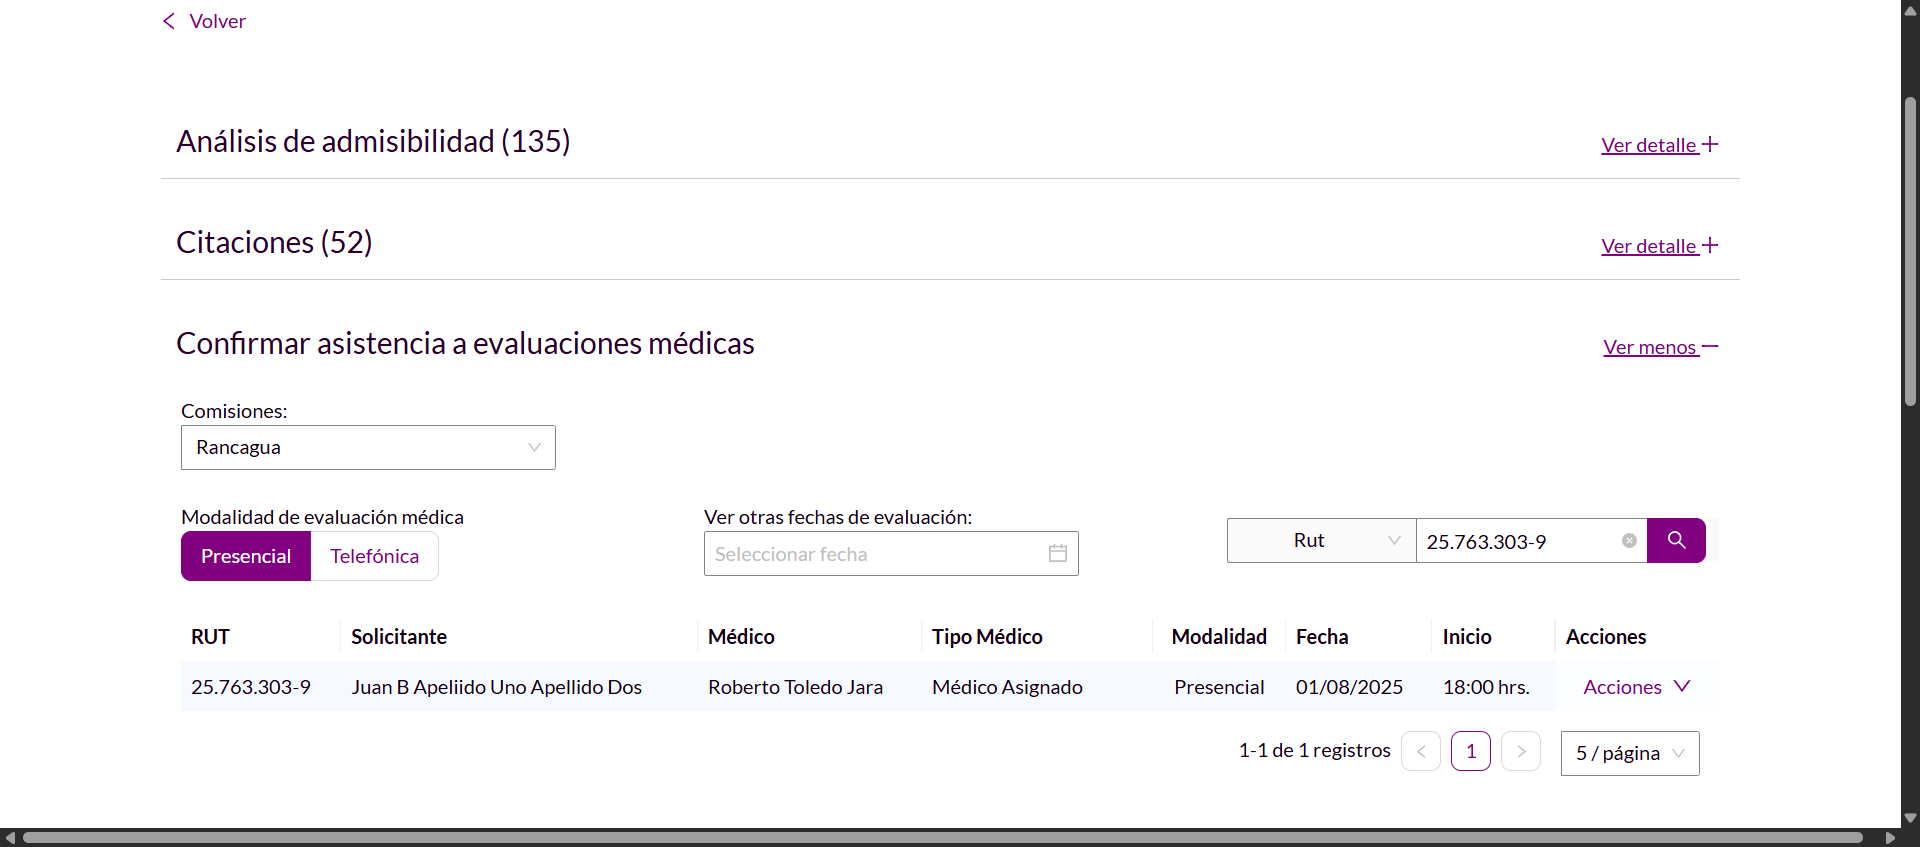 Volver
Análisis de admisibilidad (135)
Ver detalle
Citaciones (52)
Ver detalle
Confirmar asistencia a evaluaciones médicas
Ver menos
Comisiones:
Rancagua
Modalidad de evaluación médica
Presencial Telefónica
Ver otras fechas de evaluación:
Seleccionar fecha
Rut 25.763.303-9
RUT Solicitante Médico Tipo Médico Modalidad Fecha Inicio Acciones
25.763.303-9 Juan B Apeliido Uno Apellido Dos Roberto Toledo Jara Médico Asignado Presencial 01/08/2025 18:00 hrs. Acciones
1-1 de 1 registros 1 5 / página